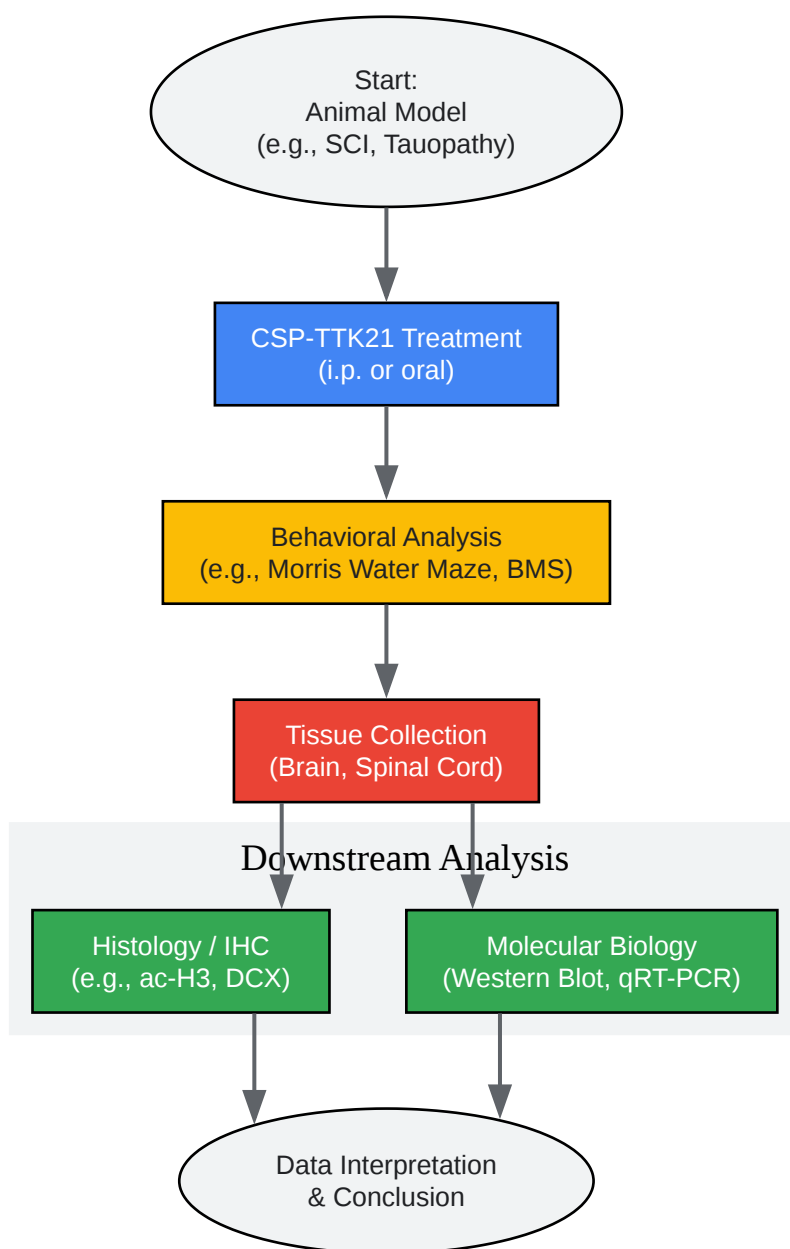 Start:
Animal Model
(e.g., SCI, Tauopathy)
CSP-TTK21 Treatment
(i.p. or oral)
Behavioral Analysis
(e.g., Morris Water Maze, BMS)
Tissue Collection
(Brain, Spinal Cord)
Downstream Analysis
Histology / IHC
(e.g., ac-H3, DCX)
Molecular Biology
(Western Blot, qRT-PCR)
Data Interpretation
& Conclusion